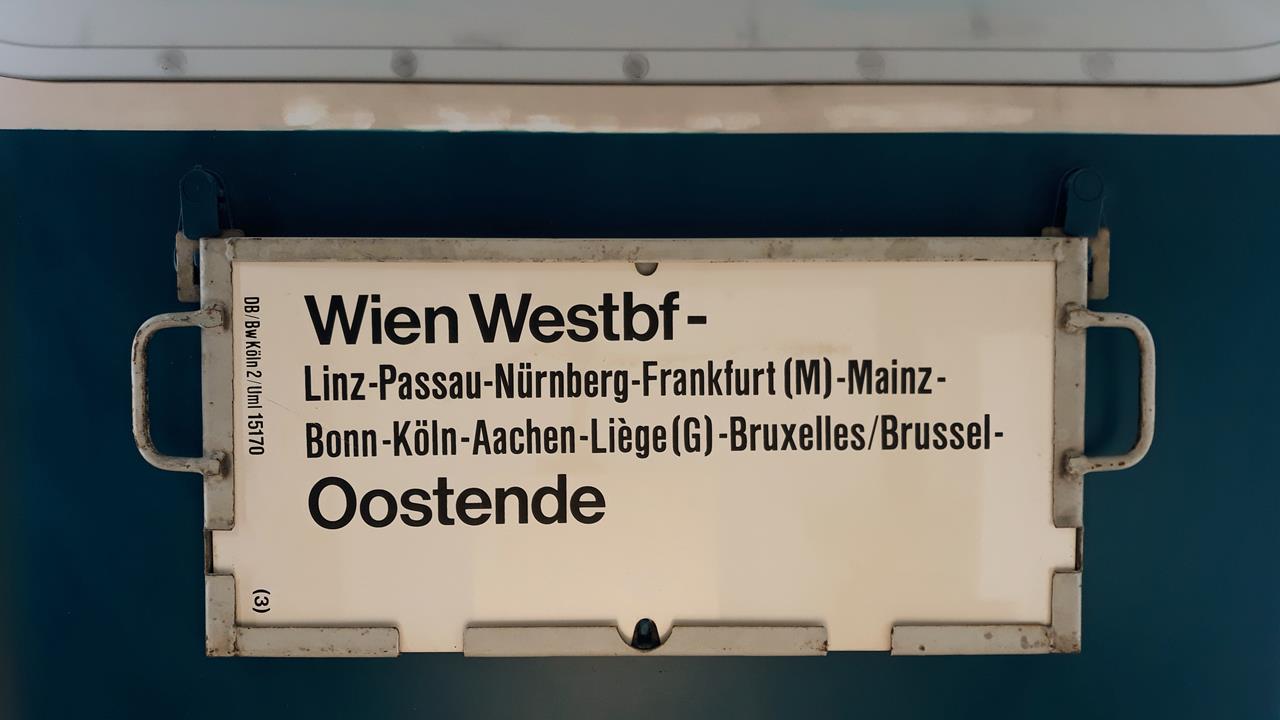 Wien Westbf-
Linz-Passau-Nürnberg-Frankfurt (M)-Mainz-
Bonn-Köln-Aachen-Liège (G)-Bruxelles/Brussel-
Oostende
DB/Bw Köln 2/Uml 15170
(3)